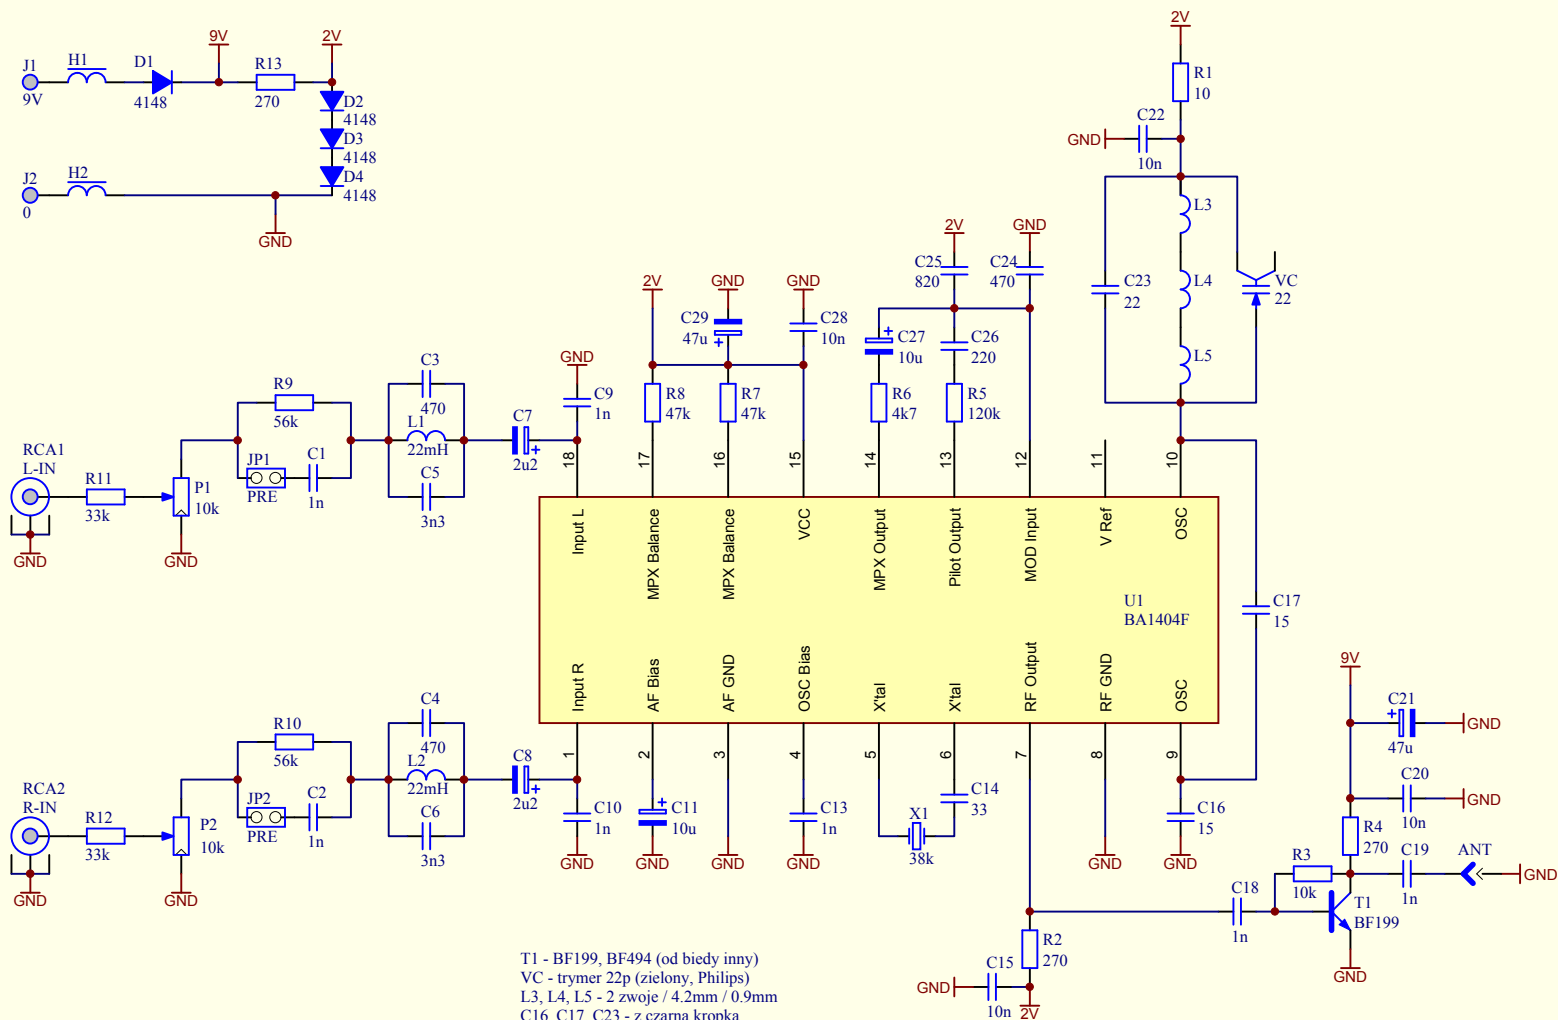 2V
9V
2V
J1
H1
D1
R13
R1
10
9V
4148
270
D2
4148
D3
4148
D4
4148
C22
GND
10n
J2
H2
0
GND
L3
2V
GND
C25
820
C24
470
C23
22
L4
VC
22
2V
GND
GND
C29
47u
+
C28
10n
+
C27
10u
C26
220
L5
GND
C3
470
R9
56k
C9
1n
R8
47k
R7
47k
R6
4k7
R5
120k
L1
22mH
C7
+
2u2
RCA1
L-IN
JP1
PRE
C1
1n
C5
3n3
R11
33k
P1
10k
GND
GND
18
17
16
15
14
13
12
11
10
Input L
MPX Balance
MPX Balance
VCC
MPX Output
Pilot Output
MOD Input
V Ref
OSC
U1
BA1404F
C17
15
Input R
AF Bias
AF GND
OSC Bias
X'tal
X'tal
RF Output
RF GND
OSC
1
2
3
4
5
6
7
8
9
9V
C4
470
R10
56k
L2
22mH
C8
+
2u2
C21
+
47u
GND
RCA2
R-IN
JP2
PRE
C2
1n
C6
3n3
R12
33k
P2
10k
GND
GND
C10
1n
GND
+
C11
10u
GND
GND
C13
1n
GND
X1
38k
C14
33
GND
C16
15
GND
C20
10n
GND
R4
270
R3
10k
C19
1n
ANT
GND
C18
1n
T1
BF199
GND
R2
270
C15
GND
10n
2V
T1 - BF199, BF494 (od biedy inny)
VC - trymer 22p (zielony, Philips)
L3, L4, L5 - 2 zwoje / 4.2mm / 0.9mm
C16, C17, C23 - z czarna kropka